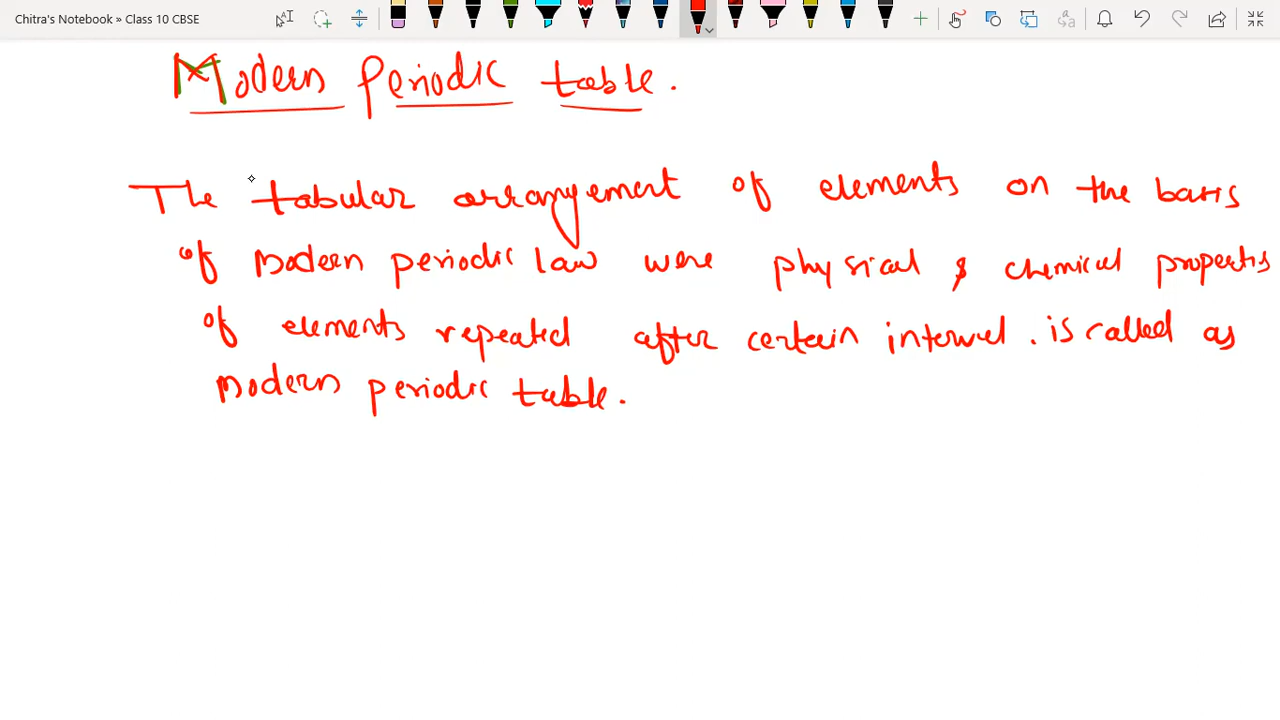 Chitra's Notebook » Class 10 CBSE
Modern Periodic table.
The tabular arrangement of elements on the basis
of Modern periodic law were physical & chemical properties
of elements repeated after certain interval. is called as
Modern periodic table.